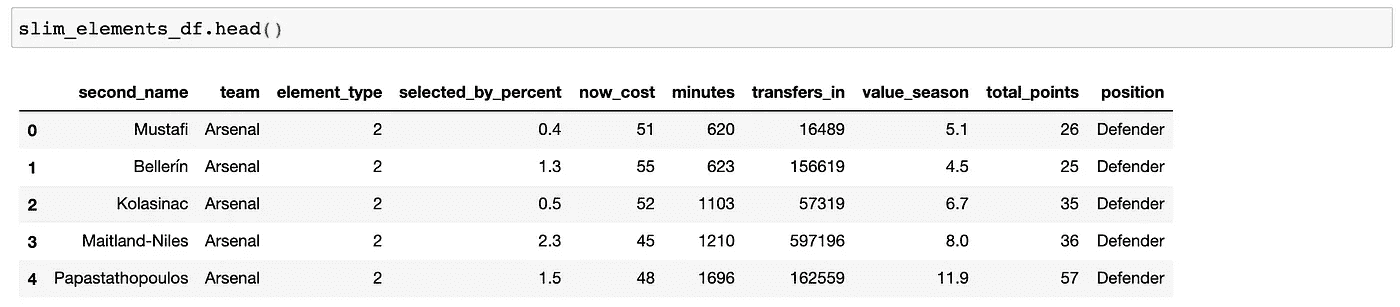 slim_elements_df.head()
second_name team element_type selected_by_percent now_cost minutes transfers_in value_season total_points position
0 Mustafi Arsenal 2 0.4 51 620 16489 5.1 26 Defender
1 Bellerín Arsenal 2 1.3 55 623 156619 4.5 25 Defender
2 Kolasinac Arsenal 2 0.5 52 1103 57319 6.7 35 Defender
3 Maitland-Niles Arsenal 2 2.3 45 1210 597196 8.0 36 Defender
4 Papastathopoulos Arsenal 2 1.5 48 1696 162559 11.9 57 Defender